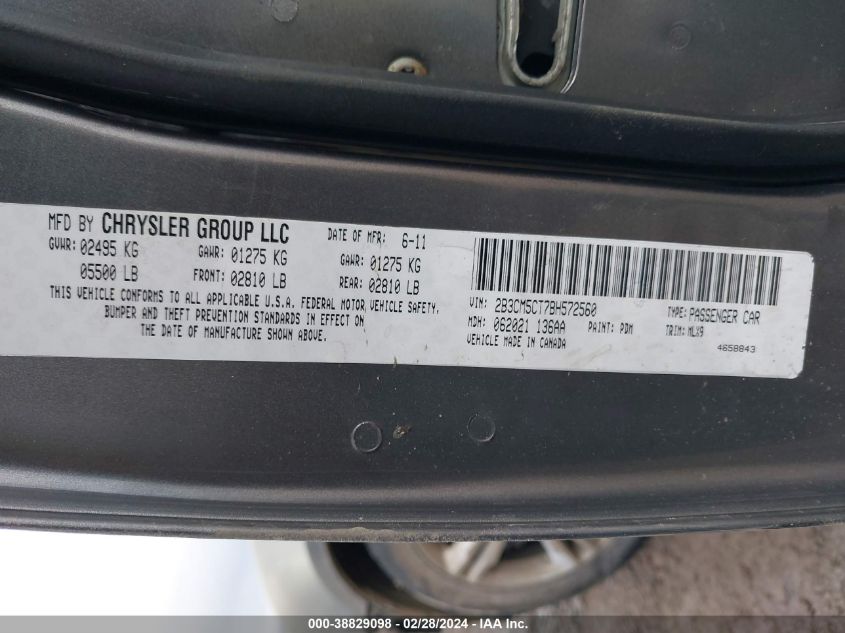 MFD BY CHRYSLER GROUP LLC DATE OF MFR: 6-11
GVWR: 02495 KG GAWR: 01275 KG GAWR: 01275 KG
05500 LB FRONT: 02810 LB REAR: 02810 LB
THIS VEHICLE CONFORMS TO ALL APPLICABLE U.S.A. FEDERAL MOTOR VEHICLE SAFETY,
BUMPER AND THEFT PREVENTION STANDARDS IN EFFECT ON
THE DATE OF MANUFACTURE SHOWN ABOVE.
VIN: 2B3CM5CT7BH572560 TYPE: PASSENGER CAR
MDH: 062021 136AA PAINT: PDM TRIM: MLX9
VEHICLE MADE IN CANADA 4658843
000-38829098 - 02/28/2024 - IAAI.COM